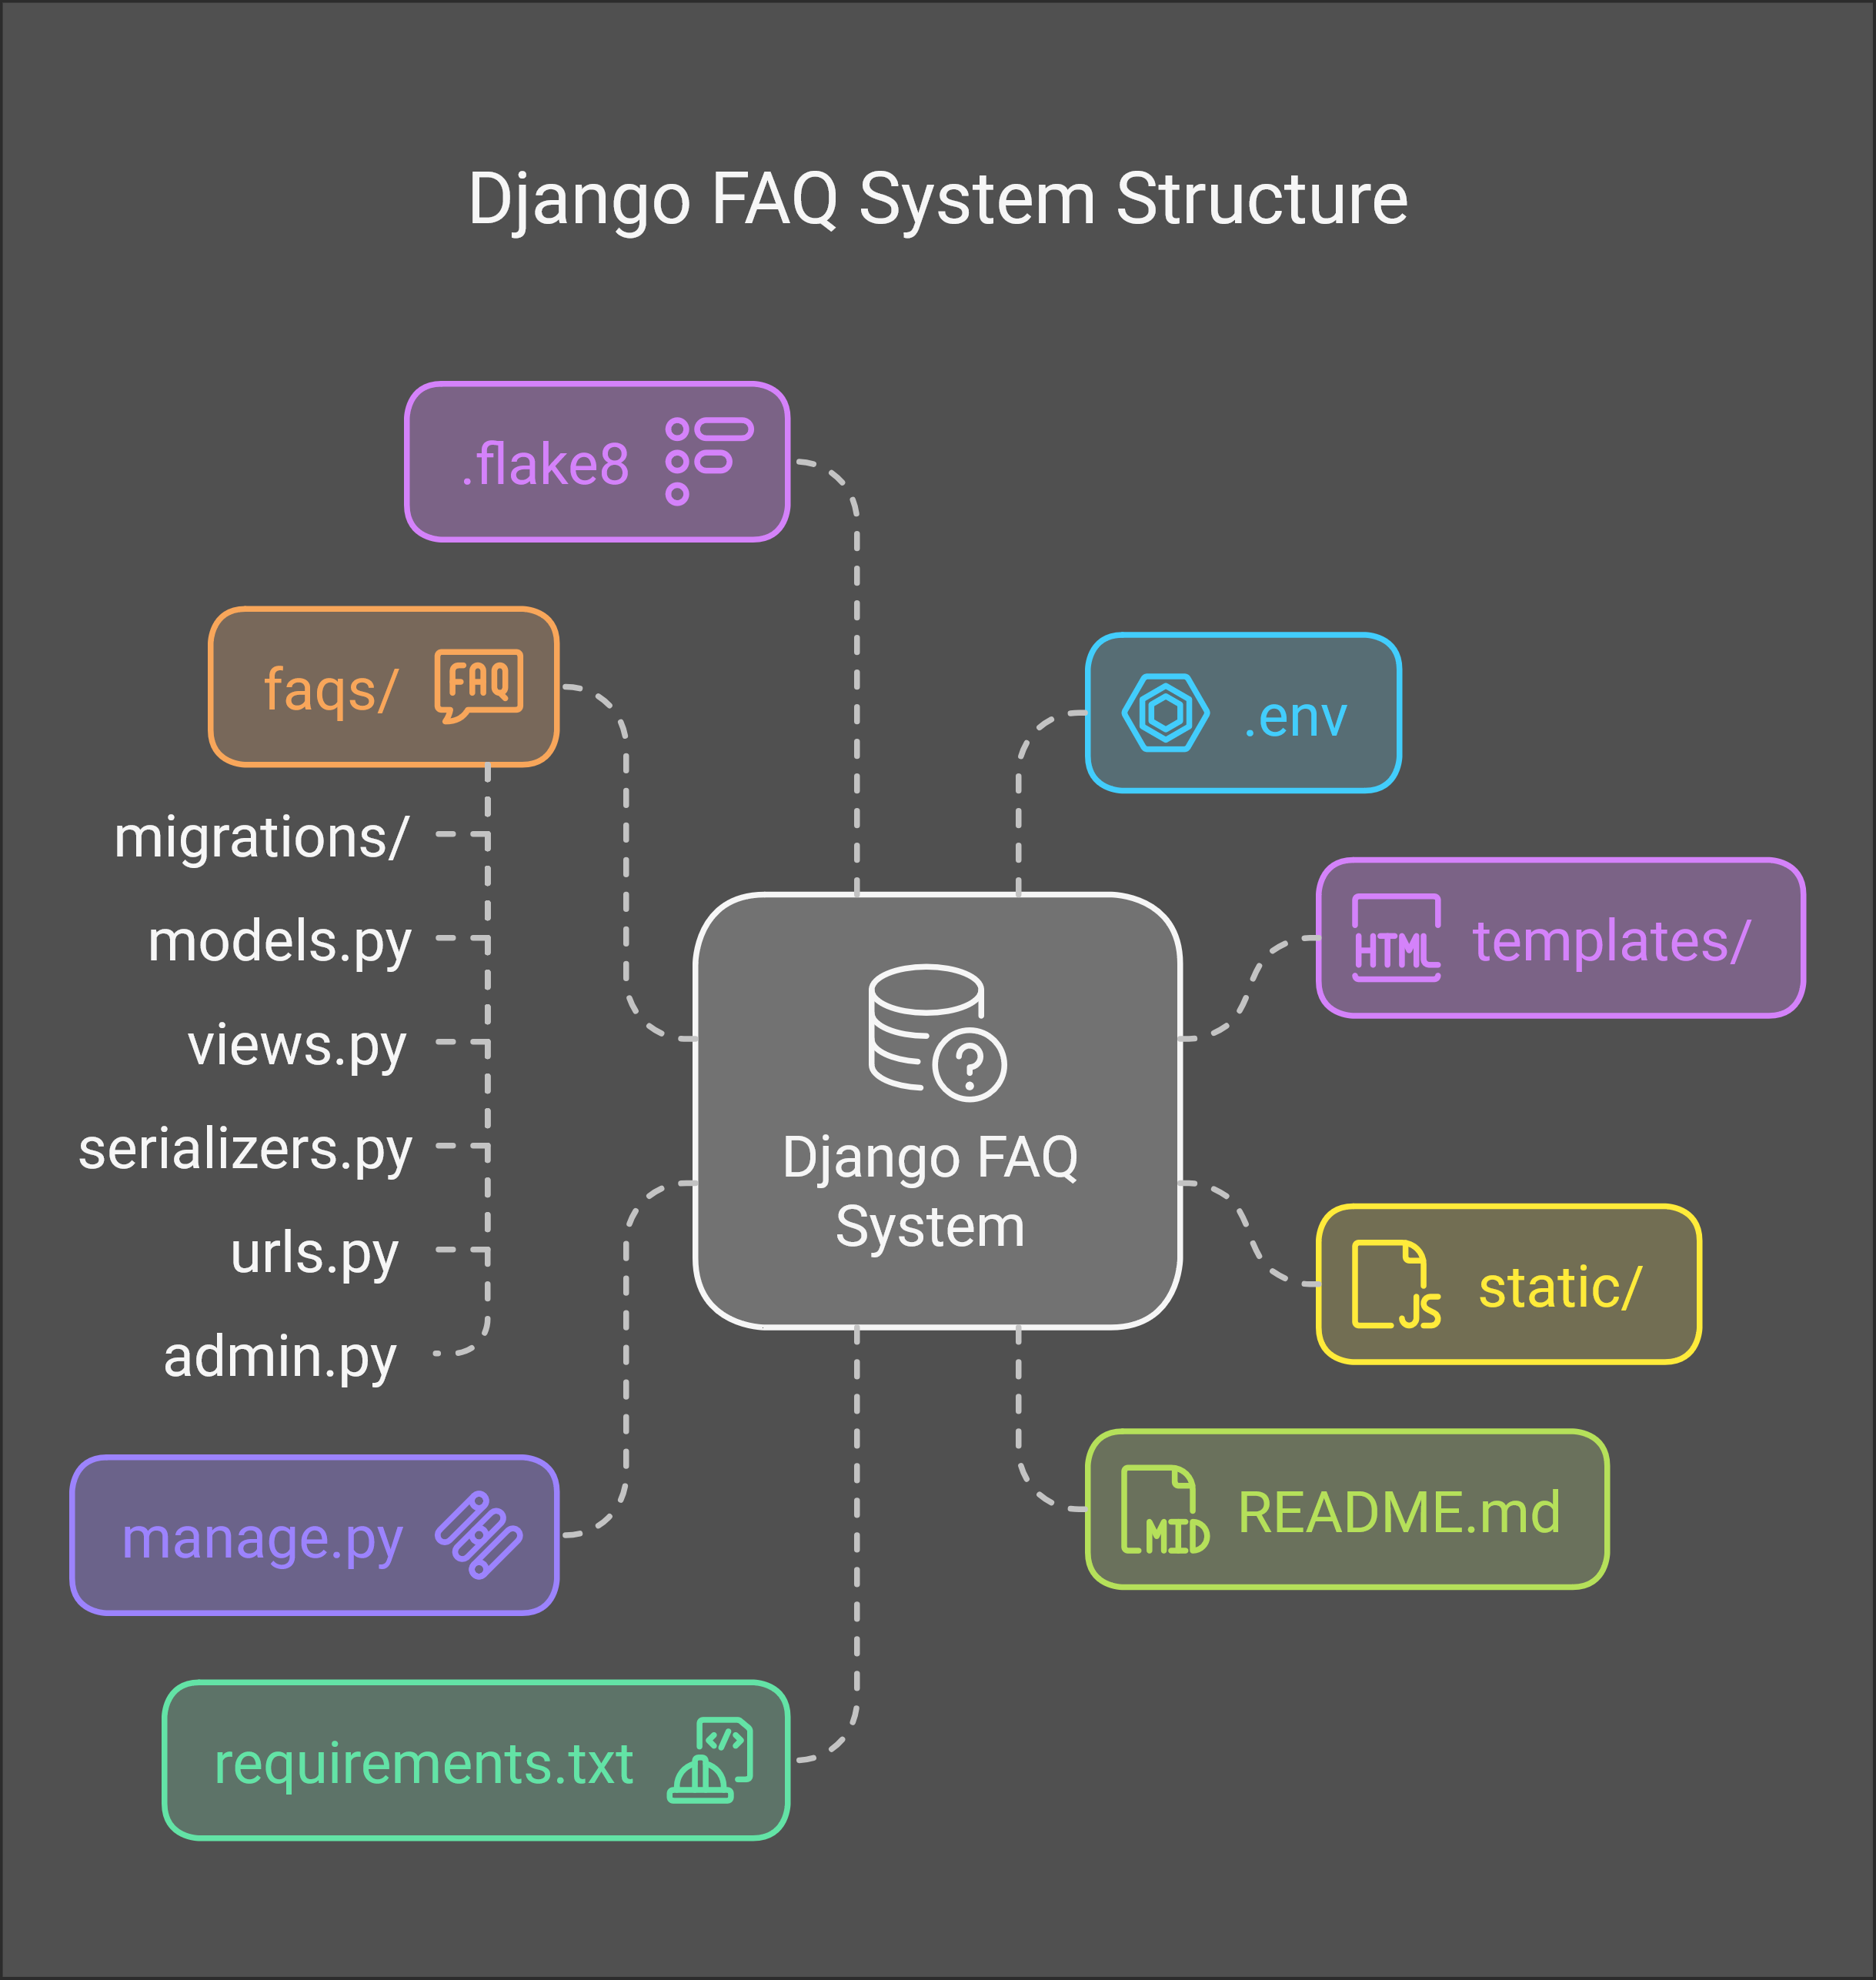 Django FAQ System Structure
.flake8
faqs/
FAQ
.env
migrations/
models.py
views.py
serializers.py
urls.py
admin.py
HTML
templates/
?
Django FAQ
System
JS
static/
manage.py
MD
README.md
requirements.txt
</>